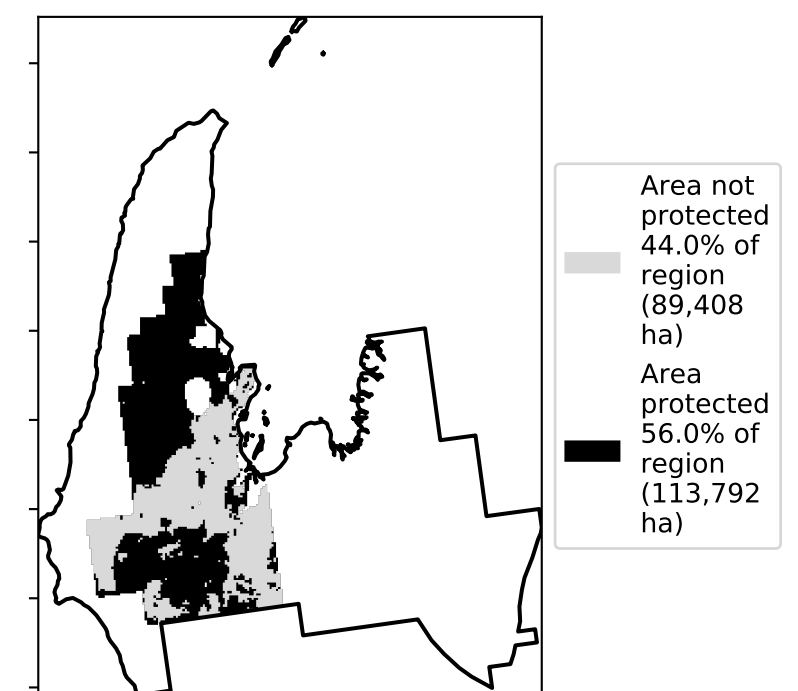 Area not
protected
44.0% of
region
(89,408
ha)
Area
protected
56.0% of
region
(113,792
ha)